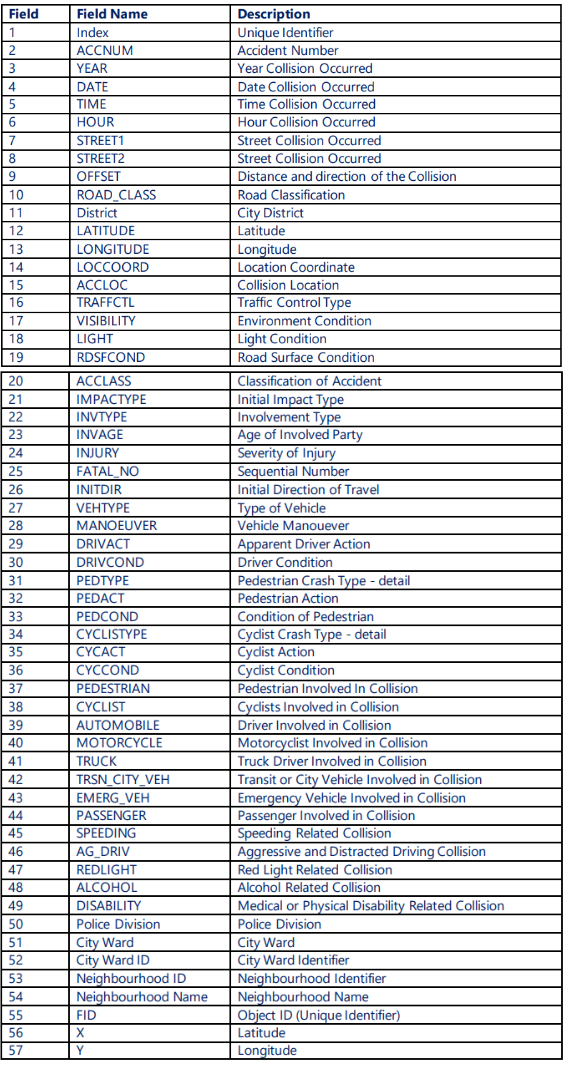 Field Field Name Description
1 Index Unique Identifier
2 ACCNUM Accident Number
3 YEAR Year Collision Occurred
4 DATE Date Collision Occurred
5 TIME Time Collision Occurred
6 HOUR Hour Collision Occurred
7 STREET1 Street Collision Occurred
8 STREET2 Street Collision Occurred
9 OFFSET Distance and direction of the Collision
10 ROAD_CLASS Road Classification
11 District City District
12 LATITUDE Latitude
13 LONGITUDE Longitude
14 LOCCOORD Location Coordinate
15 ACCLOC Collision Location
16 TRAFFCTL Traffic Control Type
17 VISIBILITY Environment Condition
18 LIGHT Light Condition
19 RDSFCOND Road Surface Condition
20 ACCLASS Classification of Accident
21 IMPACTYPE Initial Impact Type
22 INVTYPE Involvement Type
23 INVAGE Age of Involved Party
24 INJURY Severity of Injury
25 FATAL_NO Sequential Number
26 INITDIR Initial Direction of Travel
27 VEHTYPE Type of Vehicle
28 MANOEUVER Vehicle Manouever
29 DRIVACT Apparent Driver Action
30 DRIVCOND Driver Condition
31 PEDTYPE Pedestrian Crash Type - detail
32 PEDACT Pedestrian Action
33 PEDCOND Condition of Pedestrian
34 CYCLISTYPE Cyclist Crash Type - detail
35 CYCACT Cyclist Action
36 CYCCOND Cyclist Condition
37 PEDESTRIAN Pedestrian Involved In Collision
38 CYCLIST Cyclists Involved in Collision
39 AUTOMOBILE Driver Involved in Collision
40 MOTORCYCLE Motorcyclist Involved in Collision
41 TRUCK Truck Driver Involved in Collision
42 TRSN_CITY_VEH Transit or City Vehicle Involved in Collision
43 EMERG_VEH Emergency Vehicle Involved in Collision
44 PASSENGER Passenger Involved in Collision
45 SPEEDING Speeding Related Collision
46 AG_DRIV Aggressive and Distracted Driving Collision
47 REDLIGHT Red Light Related Collision
48 ALCOHOL Alcohol Related Collision
49 DISABILITY Medical or Physical Disability Related Collision
50 Police Division Police Division
51 City Ward City Ward
52 City Ward ID City Ward Identifier
53 Neighbourhood ID Neighbourhood Identifier
54 Neighbourhood Name Neighbourhood Name
55 FID Object ID (Unique Identifier)
56 X Latitude
57 Y Longitude